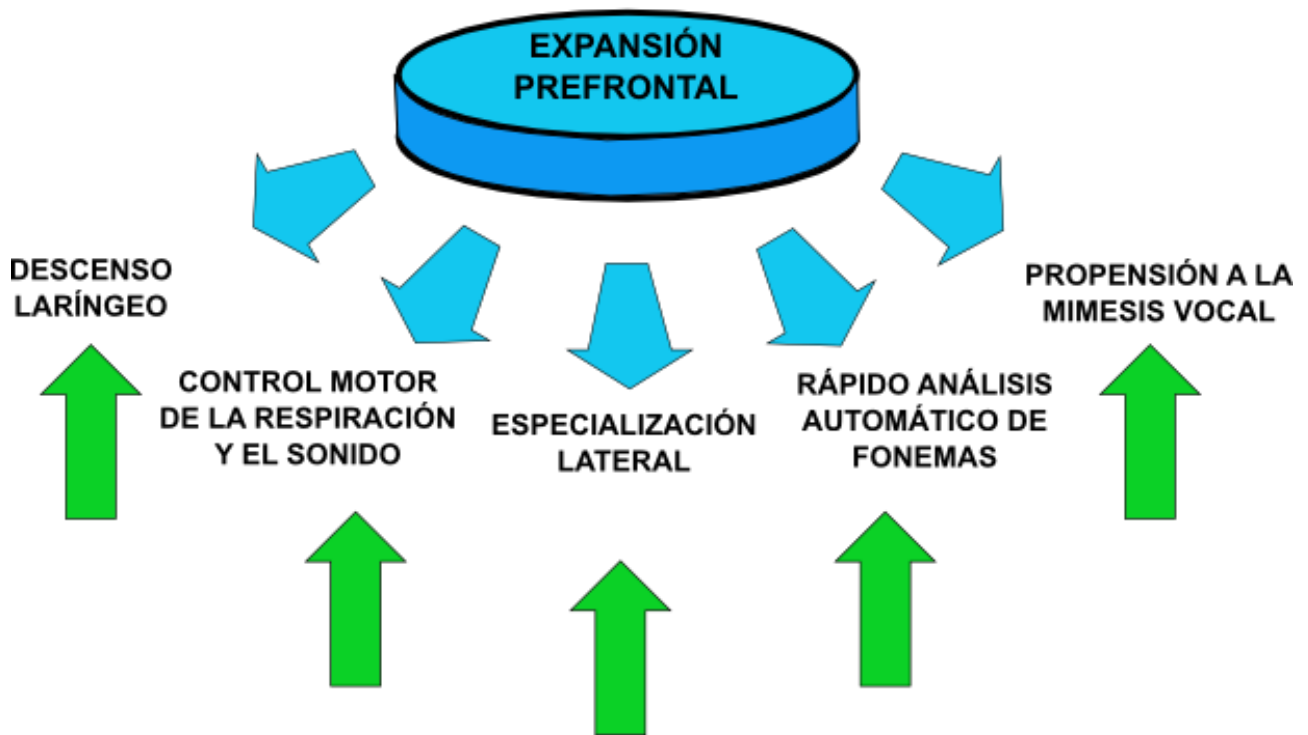 EXPANSIÓN
PREFRONTAL
DESCENSO
LARÍNGEO
CONTROL MOTOR
DE LA RESPIRACIÓN
Y EL SONIDO
ESPECIALIZACIÓN
LATERAL
RÁPIDO ANÁLISIS
AUTOMÁTICO DE
FONEMAS
PROPENSIÓN A LA
MIMESIS VOCAL